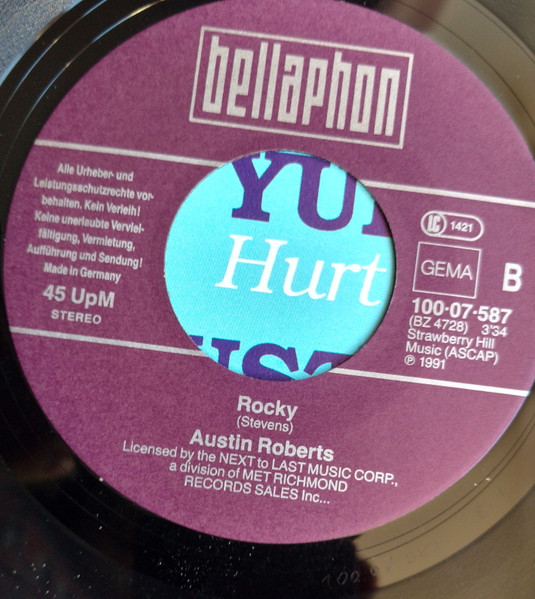 bellaphon
Alle Urheber- und
Leistungsschutzrechte vor-
behalten. Kein Verleih!
Keine unerlaubte Verviel-
fältigung, Vermietung,
Aufführung und Sendung!
Made in Germany
45 UpM
STEREO
YU
Hurt
UST
LC 1421
GEMA
B
100·07·587
(BZ 4728) 3'34
Strawberry Hill
Music (ASCAP)
℗ 1991
Rocky
(Stevens)
Austin Roberts
Licensed by the NEXT to LAST MUSIC CORP.,
a division of MET RICHMOND
RECORDS SALES Inc...